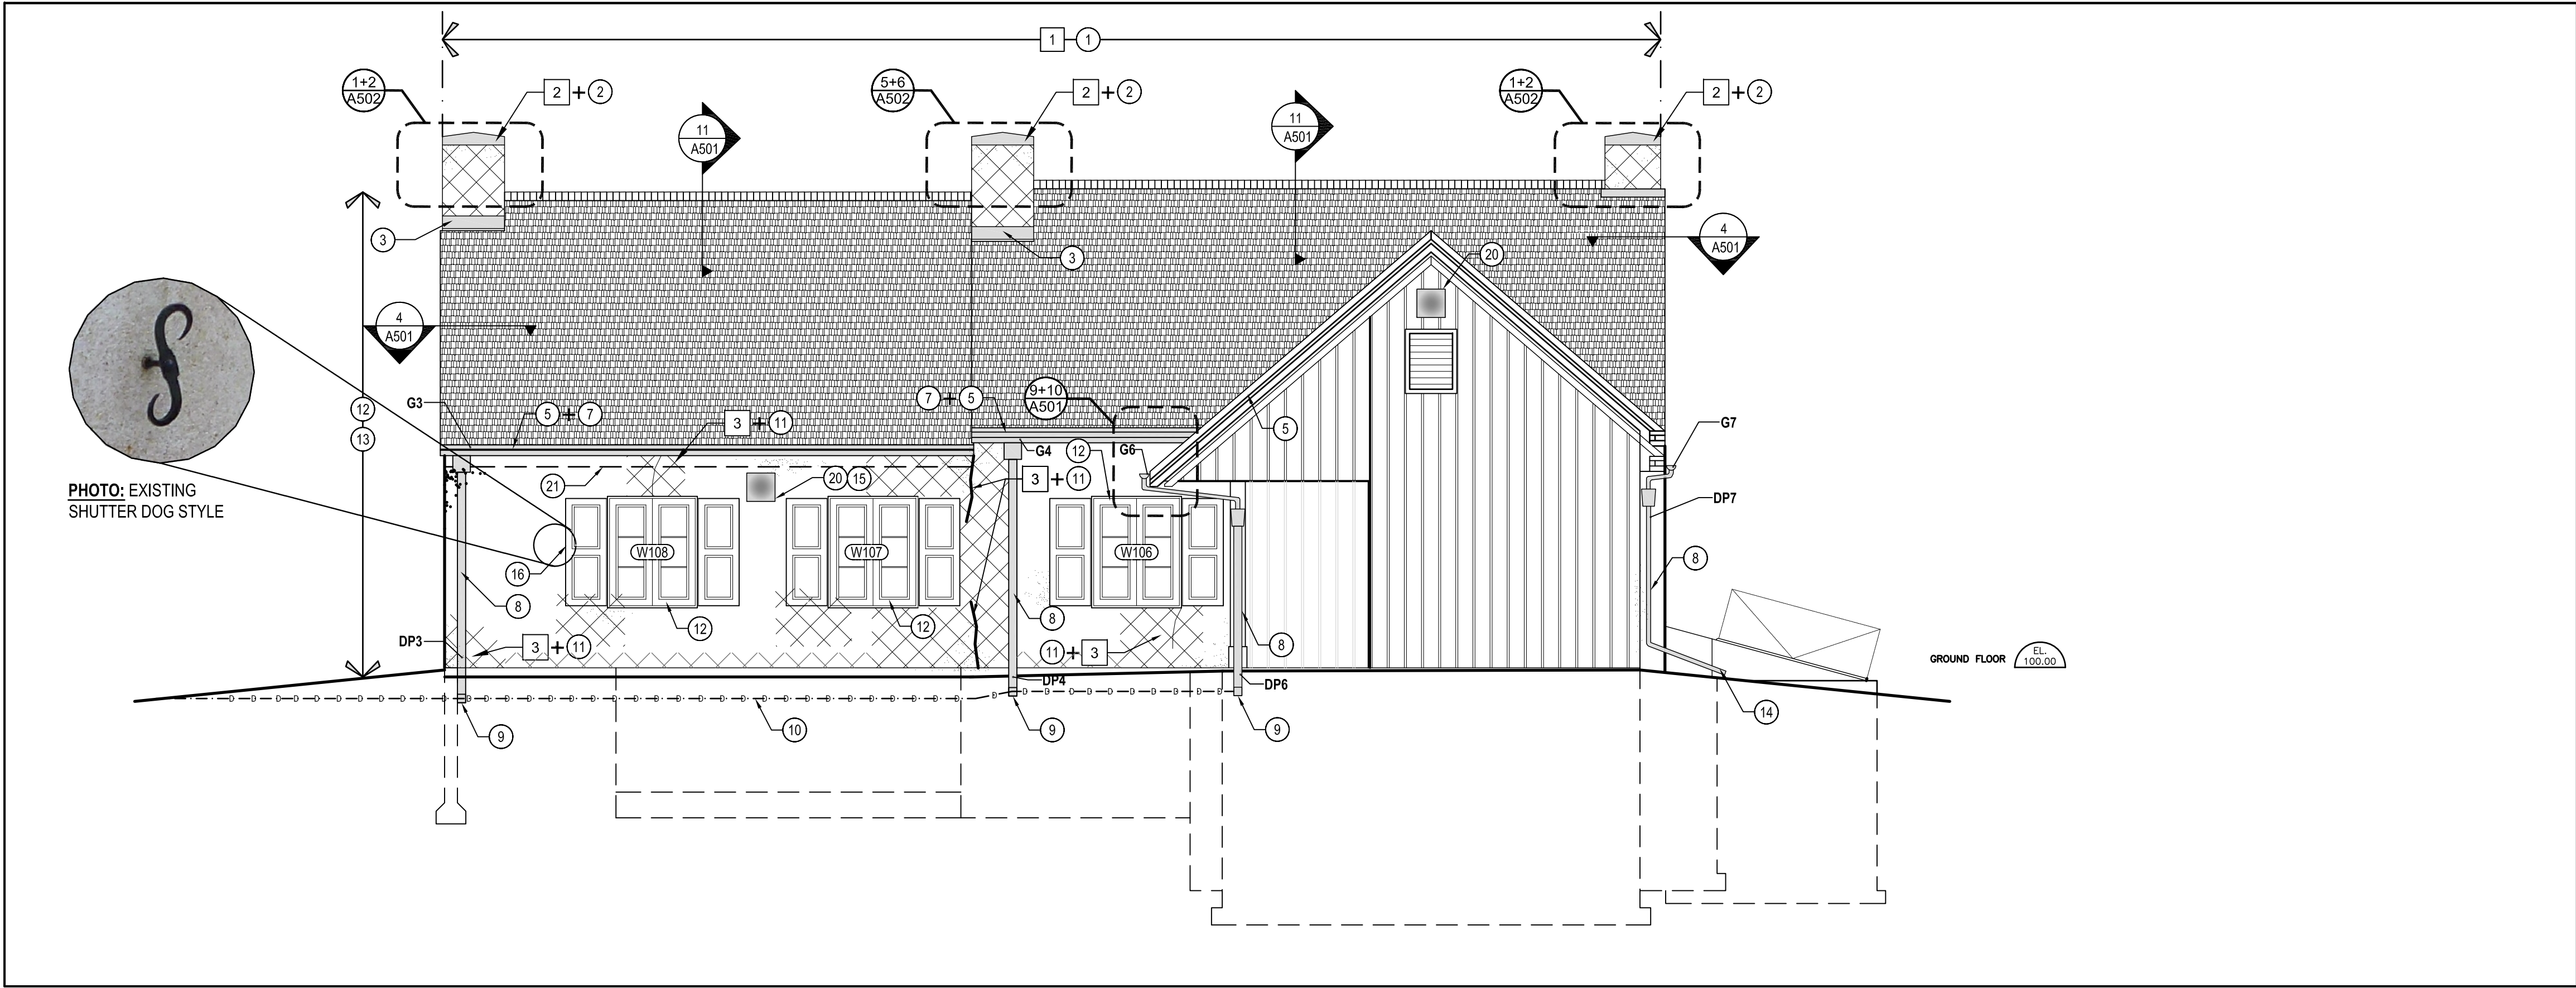 1 1
1+2
A502
2 + 2
5+6
A502
2 + 2
1+2
A502
2 + 2
11
A501
11
A501
3
3
4
A501
20
4
A501
G3
5 + 7
3 + 11
7 + 5
9+10
A501
12
13
5
G7
G4
12
G6
21
20 15
3 + 11
PHOTO: EXISTING
SHUTTER DOG STYLE
DP7
W108
W107
W106
16
8
8
12
12
8
8
DP3
3 + 11
11 + 3
GROUND FLOOR
EL.
100.00
DP4
DP6
D D D D D D D D D D D D D D D D D D D D D D D D D D D D D D D D D D D D D D D D D D D D D
9
10
9
9
14